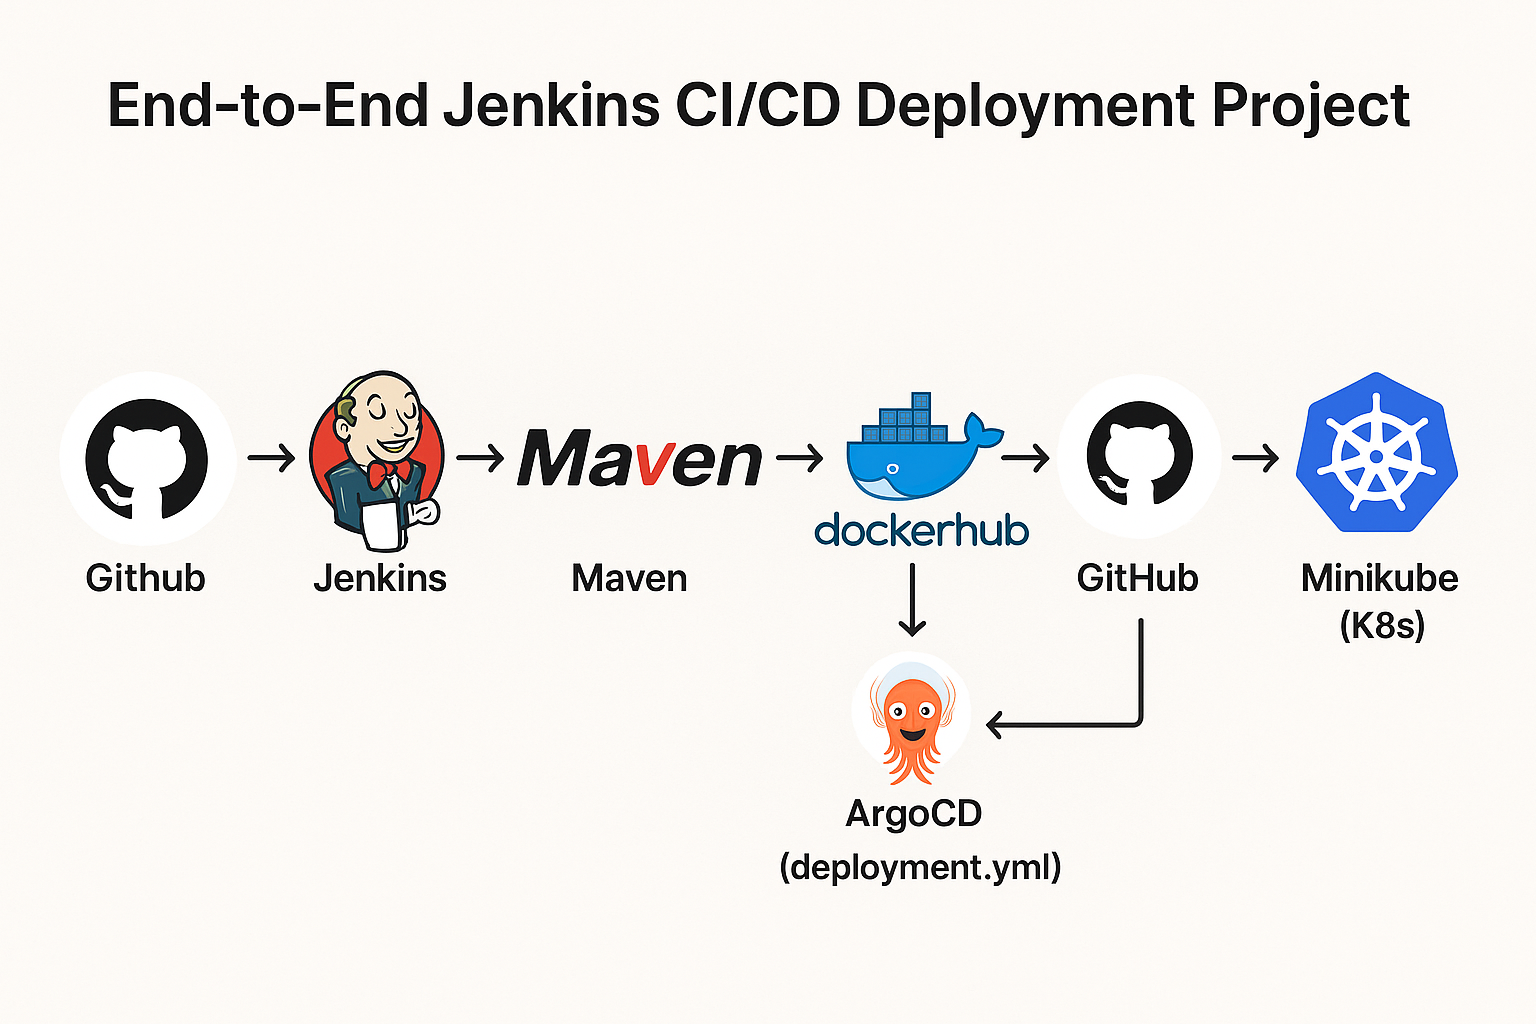 End-to-End Jenkins CI/CD Deployment Project
Maven
dockerhub
Github
Jenkins
Maven
GitHub
Minikube
(K8s)
ArgoCD
(deployment.yml)